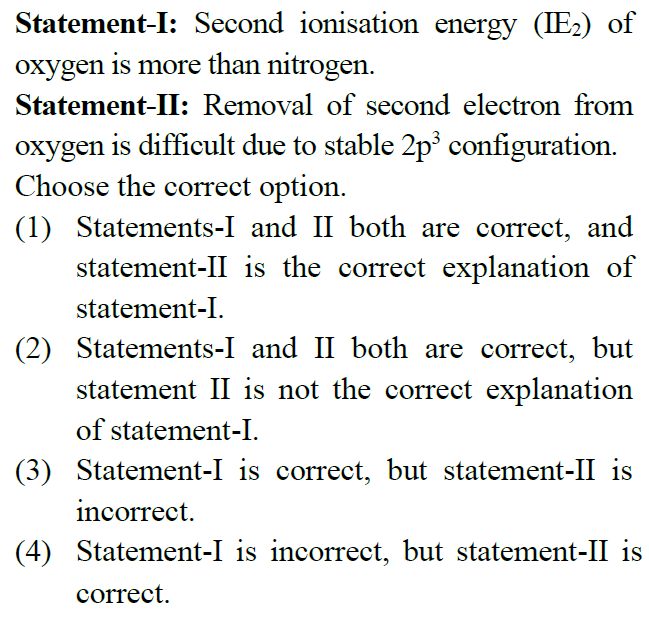 Statement-I: Second ionisation energy (IE₂) of
oxygen is more than nitrogen.
Statement-II: Removal of second electron from
oxygen is difficult due to stable 2p³ configuration.
Choose the correct option.
(1) Statements-I and II both are correct, and
statement-II is the correct explanation of
statement-I.
(2) Statements-I and II both are correct, but
statement II is not the correct explanation
of statement-I.
(3) Statement-I is correct, but statement-II is
incorrect.
(4) Statement-I is incorrect, but statement-II is
correct.